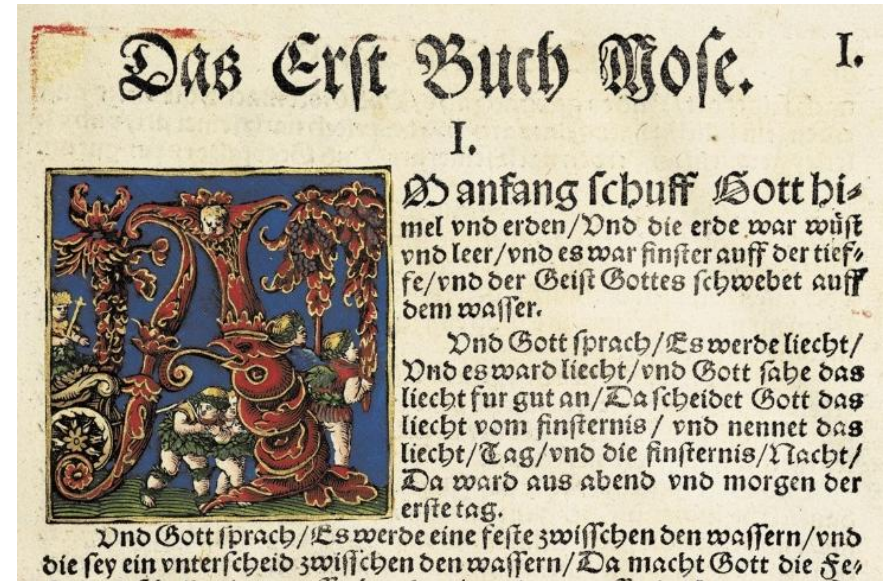 Das Erst Buch Mose.
I.
I.
AM anfang schuff Gott hi⸗
mel vnd erden/Vnd die erde war wüst
vnd leer/vnd es war finster auff der tief⸗
fe/vnd der Geist Gottes schwebet auff
dem wasser.
Vnd Gott sprach/Es werde liecht/
Vnd es ward liecht/vnd Gott sahe das
liecht fur gut an/Da scheidet Gott das
liecht vom finsternis/ vnd nennet das
liecht/Tag/vnd die finsternis/Nacht/
Da ward aus abend vnd morgen der
erste tag.
Vnd Gott sprach/Es werde eine feste zwisschen den wassern/vnd
die sey ein vnterscheid zwisschen den wassern/Da macht Gott die Fe⸗